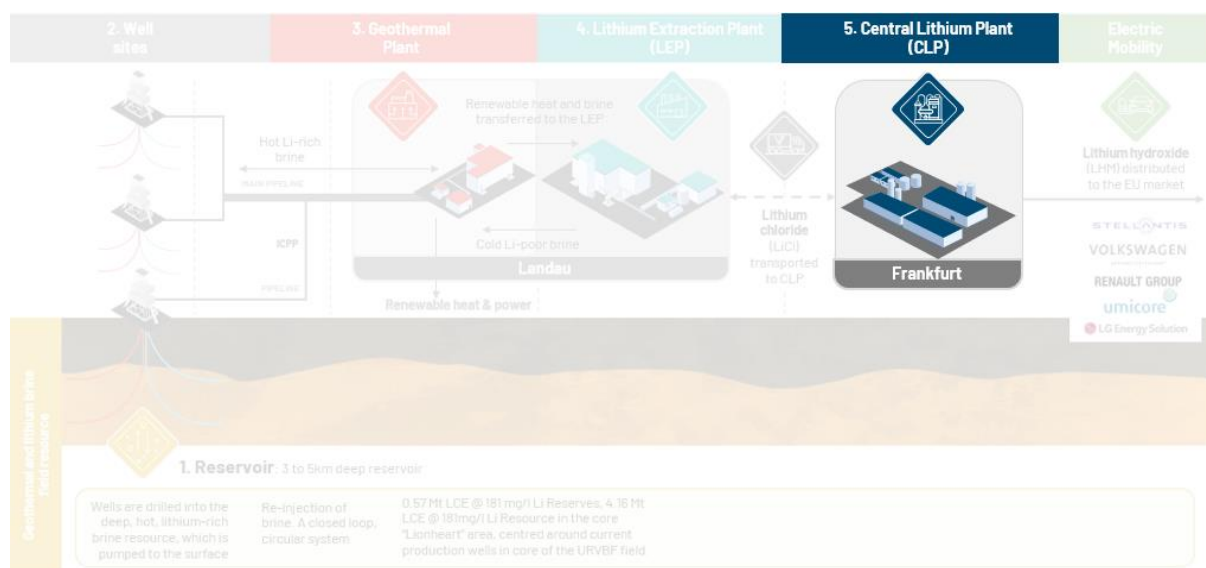 2. Well
sites
3. Geothermal
Plant
4. Lithium Extraction Plant
(LEP)
5. Central Lithium Plant
(CLP)
Electric
Mobility
Renewable heat and brine
transferred to the LEP
Hot Li-rich
brine
MAIN PIPELINE
ICPP
PIPELINE
Cold Li-poor brine
Landau
Renewable heat & power
Lithium
chloride
(LiCi)
transported
to CLP
Frankfurt
Lithium hydroxide
(LHM) distributed
to the EU market
STELLANTIS
VOLKSWAGEN
RENAULT GROUP
umicore
LG Energy Solution
Geothermal and lithium brine
field resource
1. Reservoir: 3 to 5km deep reservoir
Wells are drilled into the
deep, hot, lithium-rich
brine resource, which is
pumped to the surface
Re-injection of
brine. A closed loop,
circular system
0.57 Mt LCE @ 181 mg/l Li Reserves, 4.16 Mt
LCE @ 181mg/l Li Resource in the core
"Lionheart" area, centred around current
production wells in core of the URVBF field